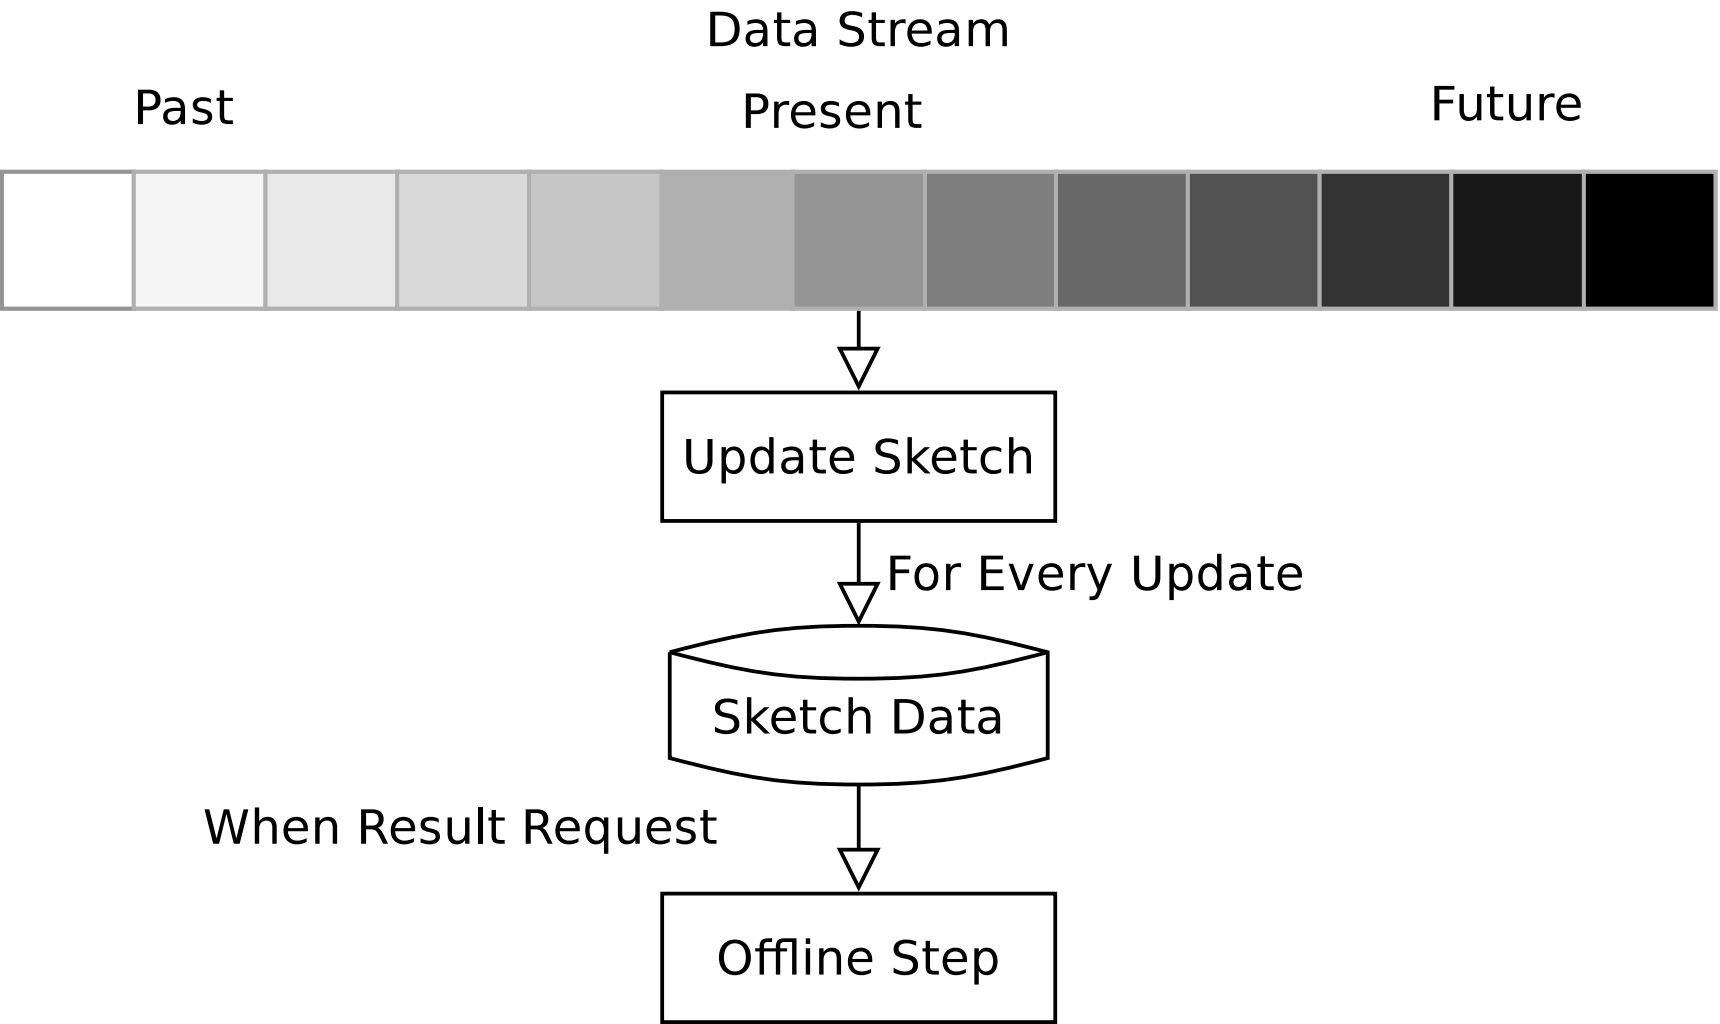 Data Stream
Past
Present
Future
Update Sketch
For Every Update
Sketch Data
When Result Request
Offline Step